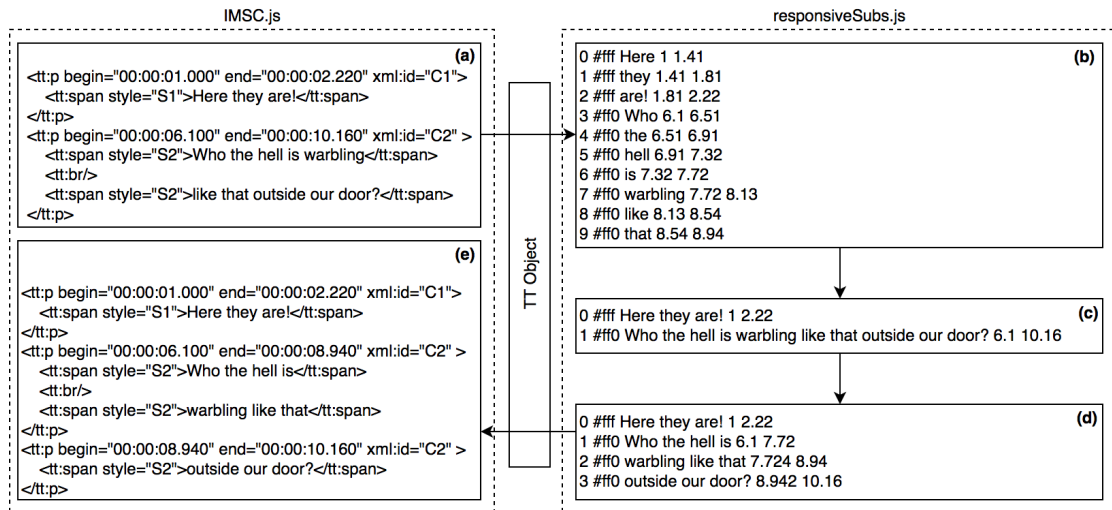 IMSC.js
(a)
<tt:p begin="00:00:01.000" end="00:00:02.220" xml:id="C1">
<tt:span style="S1">Here they are!</tt:span>
</tt:p>
<tt:p begin="00:00:06.100" end="00:00:10.160" xml:id="C2" >
<tt:span style="S2">Who the hell is warbling</tt:span>
<tt:br/>
<tt:span style="S2">like that outside our door?</tt:span>
</tt:p>
(e)
<tt:p begin="00:00:01.000" end="00:00:02.220" xml:id="C1">
<tt:span style="S1">Here they are!</tt:span>
</tt:p>
<tt:p begin="00:00:06.100" end="00:00:08.940" xml:id="C2" >
<tt:span style="S2">Who the hell is</tt:span>
<tt:br/>
<tt:span style="S2">warbling like that</tt:span>
</tt:p>
<tt:p begin="00:00:08.940" end="00:00:10.160" xml:id="C2" >
<tt:span style="S2">outside our door?</tt:span>
</tt:p>
TT Object
responsiveSubs.js
(b)
0 #fff Here 1 1.41
1 #fff they 1.41 1.81
2 #fff are! 1.81 2.22
3 #ff0 Who 6.1 6.51
4 #ff0 the 6.51 6.91
5 #ff0 hell 6.91 7.32
6 #ff0 is 7.32 7.72
7 #ff0 warbling 7.72 8.13
8 #ff0 like 8.13 8.54
9 #ff0 that 8.54 8.94
(c)
0 #fff Here they are! 1 2.22
1 #ff0 Who the hell is warbling like that outside our door? 6.1 10.16
(d)
0 #fff Here they are! 1 2.22
1 #ff0 Who the hell is 6.1 7.72
2 #ff0 warbling like that 7.724 8.94
3 #ff0 outside our door? 8.942 10.16